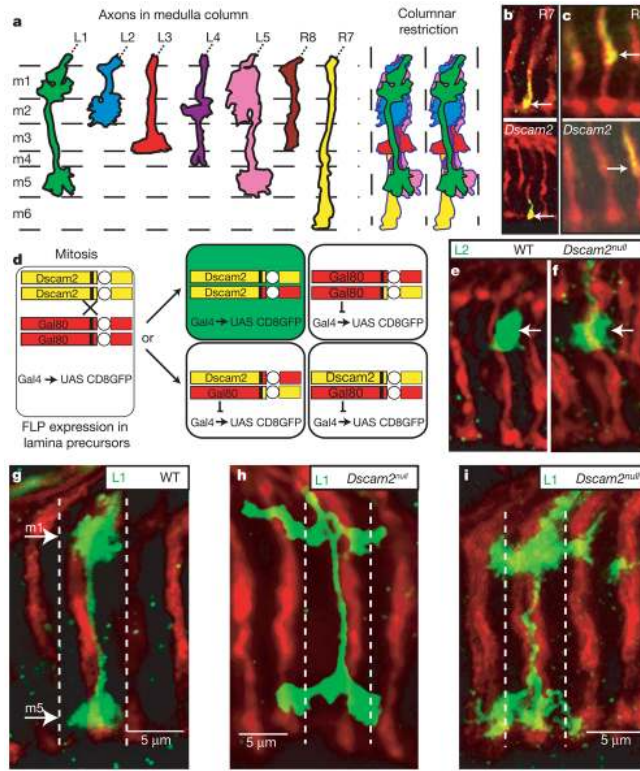 a
Axons in medulla column
L1
L2
L3
L4
L5
R8
R7
Columnar
restriction
m1
m2
m3
m4
m5
m6
b
R7
Dscam2
c
Dscam2
d
Mitosis
Dscam2
Dscam2
Gal80
Gal80
Gal4 → UAS CD8GFP
FLP expression in
lamina precursors
or
Dscam2
Dscam2
Gal4 → UAS CD8GFP
Gal80
Gal80
Gal4 → UAS CD8GFP
Dscam2
Gal80
Gal4 → UAS CD8GFP
Dscam2
Gal80
Gal4 → UAS CD8GFP
L2 WT Dscam2null
e
f
g
L1 WT
m1
m5
5 μm
h
L1 Dscam2null
5 μm
i
L1 Dscam2null
5 μm